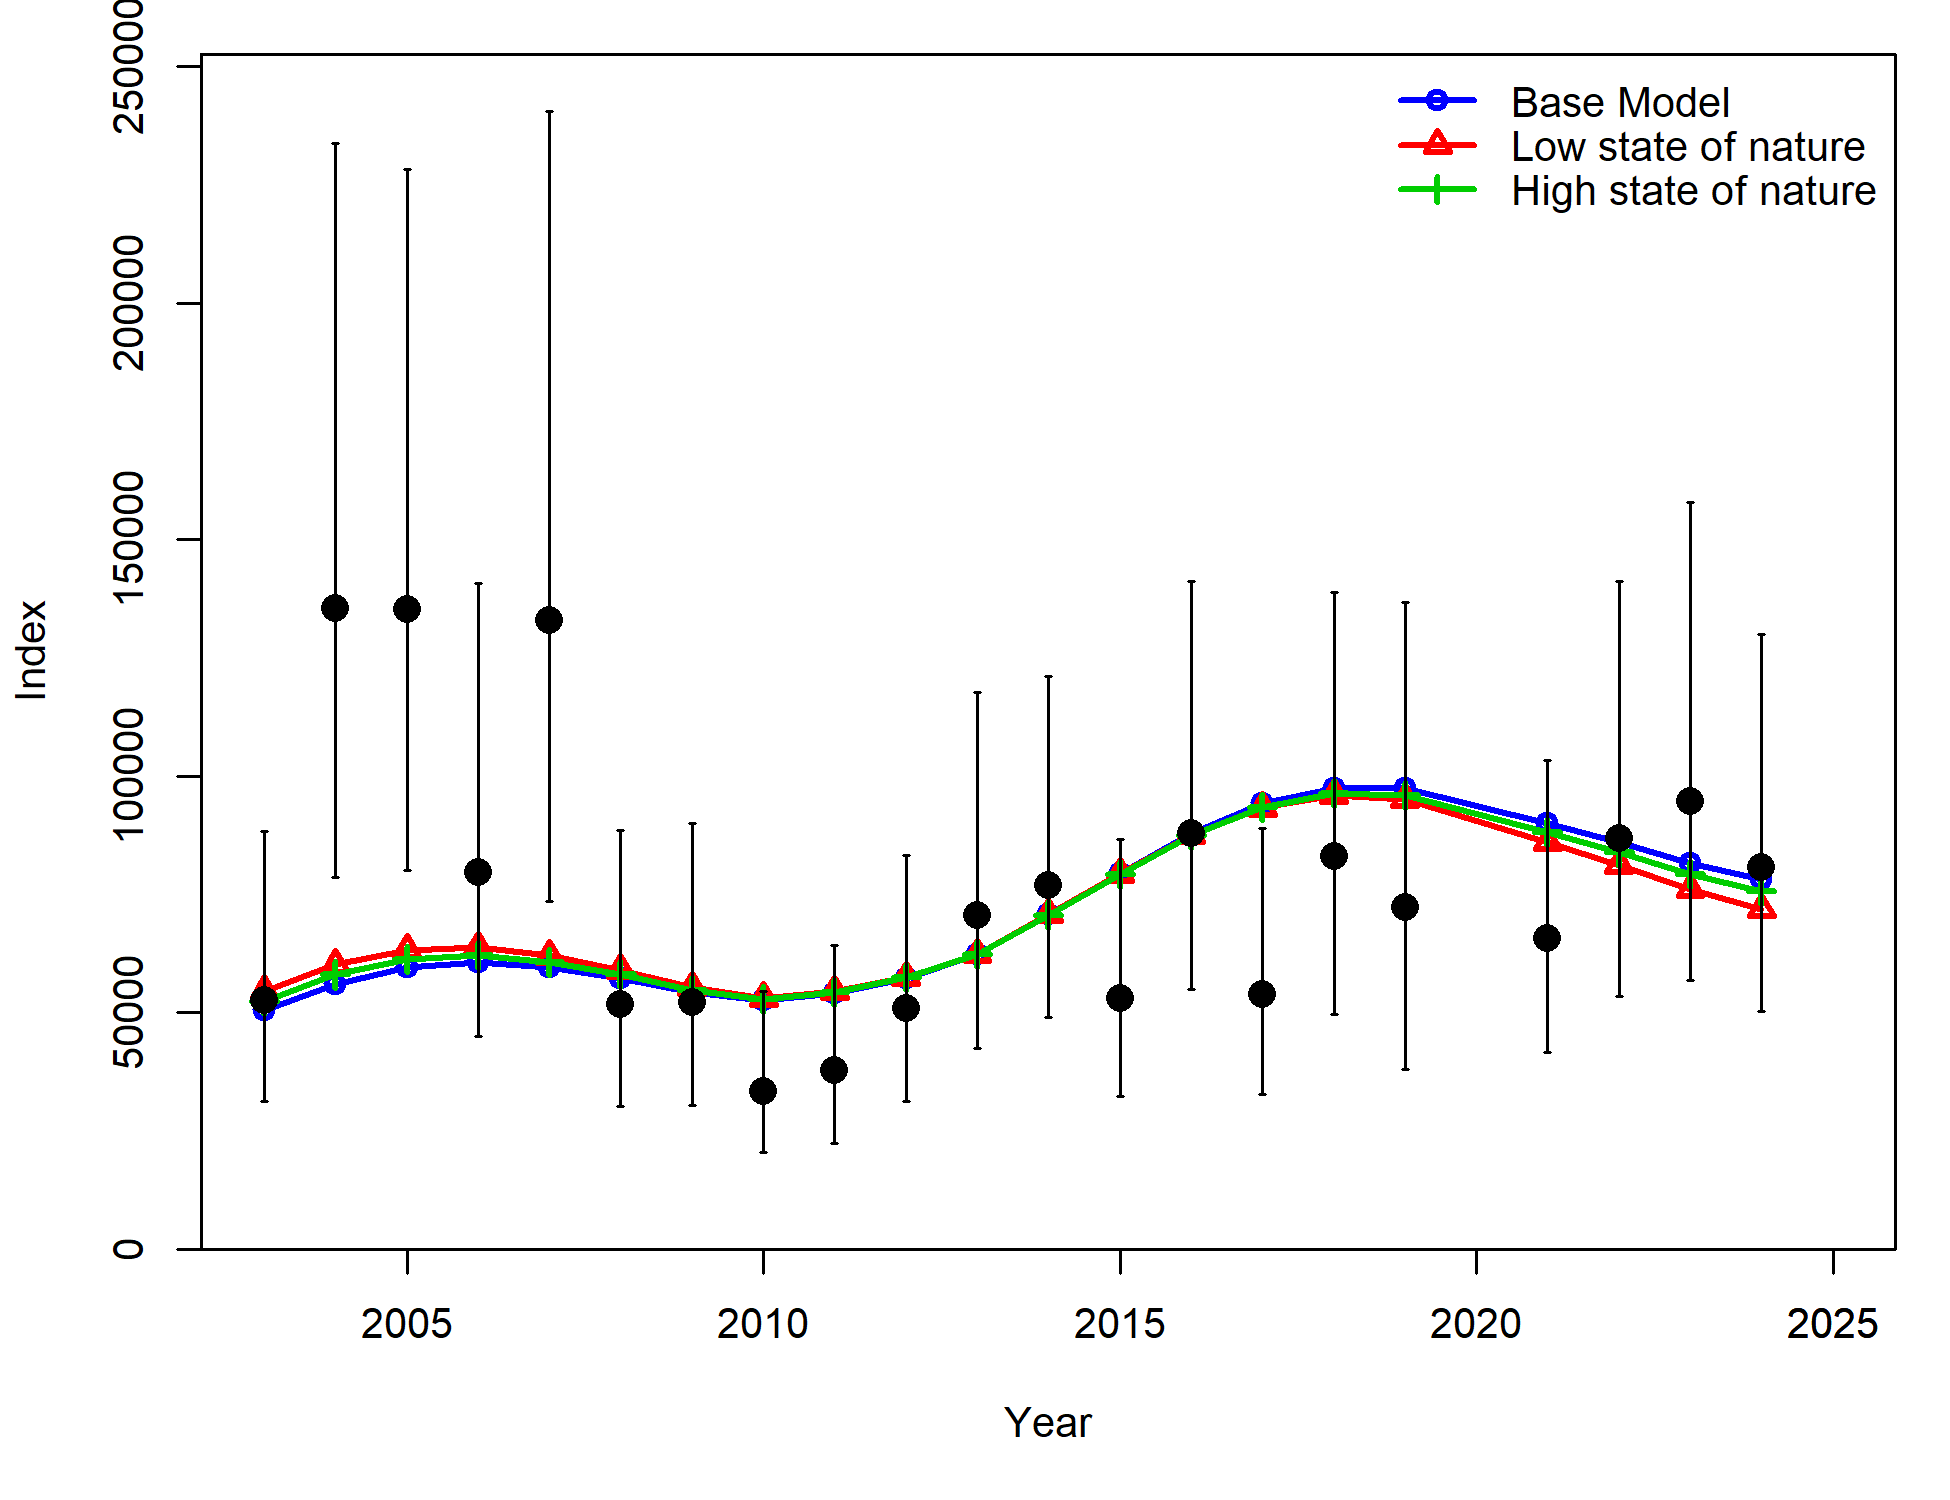 Base Model
Low state of nature
High state of nature
250000
200000
150000
100000
50000
0
Index
2005 2010 2015 2020 2025
Year